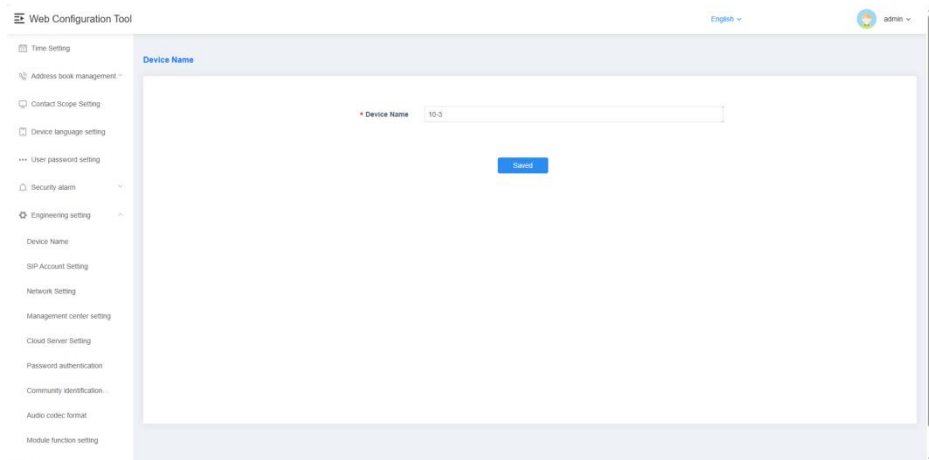 Web Configuration Tool
English
admin
Time Setting
Address book management
Contact Scope Setting
Device language setting
User password setting
Security alarm
Engineering setting
Device Name
SIP Account Setting
Network Setting
Management center setting
Cloud Server Setting
Password authentication
Community identification...
Audio codec format
Module function setting
Device Name
* Device Name 10-3
Saved